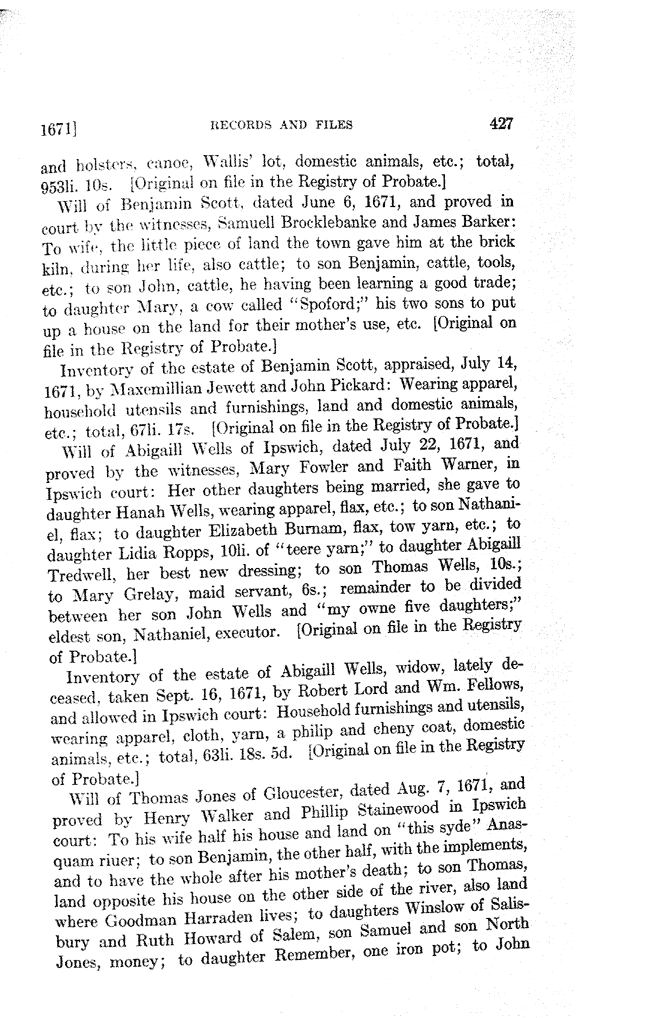 1671] RECORDS AND FILES 427
and holsters, canoe, Wallis' lot, domestic animals, etc.; total,
953li. 10s. [Original on file in the Registry of Probate.]
Will of Benjamin Scott, dated June 6, 1671, and proved in
court by the witnesses, Samuell Brocklebanke and James Barker:
To wife, the little piece of land the town gave him at the brick
kiln, during her life, also cattle; to son Benjamin, cattle, tools,
etc.; to son John, cattle, he having been learning a good trade;
to daughter Mary, a cow called "Spoford;" his two sons to put
up a house on the land for their mother's use, etc. [Original on
file in the Registry of Probate.]
Inventory of the estate of Benjamin Scott, appraised, July 14,
1671, by Maxemillian Jewett and John Pickard: Wearing apparel,
household utensils and furnishings, land and domestic animals,
etc.; total, 67li. 17s. [Original on file in the Registry of Probate.]
Will of Abigaill Wells of Ipswich, dated July 22, 1671, and
proved by the witnesses, Mary Fowler and Faith Warner, in
Ipswich court: Her other daughters being married, she gave to
daughter Hanah Wells, wearing apparel, flax, etc.; to son Nathani-
el, flax; to daughter Elizabeth Burnam, flax, tow yarn, etc.; to
daughter Lidia Ropps, 10li. of "teere yarn;" to daughter Abigaill
Tredwell, her best new dressing; to son Thomas Wells, 10s.;
to Mary Grelay, maid servant, 6s.; remainder to be divided
between her son John Wells and "my owne five daughters;"
eldest son, Nathaniel, executor. [Original on file in the Registry
of Probate.]
Inventory of the estate of Abigaill Wells, widow, lately de-
ceased, taken Sept. 16, 1671, by Robert Lord and Wm. Fellows,
and allowed in Ipswich court: Household furnishings and utensils,
wearing apparel, cloth, yarn, a philip and cheny coat, domestic
animals, etc.; total, 63li. 18s. 5d. [Original on file in the Registry
of Probate.]
Will of Thomas Jones of Gloucester, dated Aug. 7, 1671, and
proved by Henry Walker and Phillip Stainewood in Ipswich
court: To his wife half his house and land on "this syde" Anas-
quam riuer; to son Benjamin, the other half, with the implements,
and to have the whole after his mother's death; to son Thomas,
land opposite his house on the other side of the river, also land
where Goodman Harraden lives; to daughters Winslow of Salis-
bury and Ruth Howard of Salem, son Samuel and son North
Jones, money; to daughter Remember, one iron pot; to John